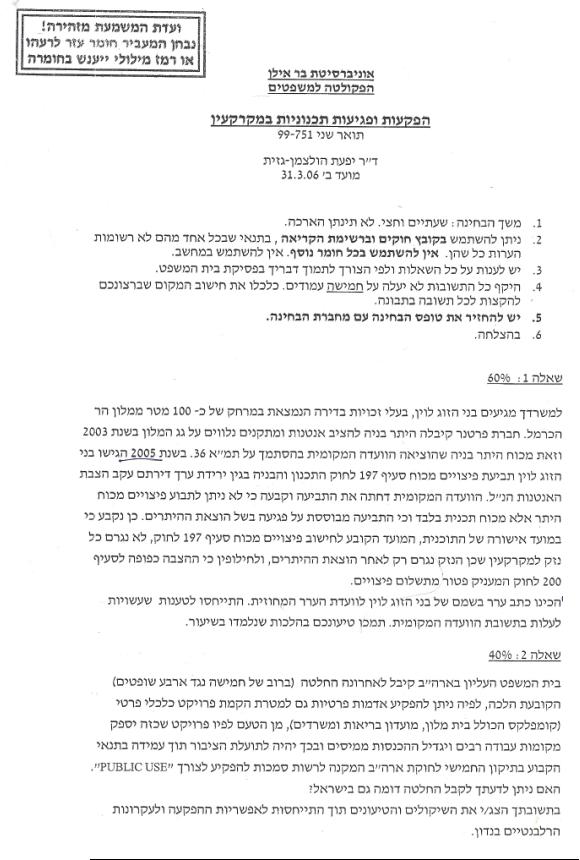 ועדת המשמעת מזהירה!
נבחן המעביר חומר עזר לרעהו
או רמז מילולי ייענש בחומרה
אוניברסיטת בר אילן
הפקולטה למשפטים
הפקעות ופגיעות תכנוניות במקרקעין
תואר שני 99-751
ד"ר יפעת הולצמן-גזית
מועד ב' 31.3.06
1. משך הבחינה: שעתיים וחצי. לא תינתן הארכה.
2. ניתן להשתמש בקובץ חוקים וברשימת הקריאה, בתנאי שבכל אחד מהם לא רשומות
הערות כל שהן. אין להשתמש בכל חומר נוסף. אין להשתמש במחשב.
3. יש לענות על כל השאלות ולפי הצורך לתמוך דבריך בפסיקת בית המשפט.
4. היקף כל התשובות לא יעלה על חמישה עמודים. כלכלו את חישוב המקום שברצונכם
להקצות לכל תשובה בתבונה.
5. יש להחזיר את טופס הבחינה עם מחברת הבחינה.
6. בהצלחה.
שאלה 1: 60%
למשרדך מגיעים בני הזוג לוין, בעלי זכויות בדירה הנמצאת במרחק של כ- 100 מטר ממלון הר
הכרמל. חברת פרטנר קיבלה היתר בניה להציב אנטנות ומתקנים נלווים על גג המלון בשנת 2003
וזאת מכוח היתר בניה שהוציאה הוועדה המקומית בהסתמך על תמ"א 36. בשנת 2005 הגישו בני
הזוג לוין תביעת פיצויים מכוח סעיף 197 לחוק התכנון והבניה בגין ירידת ערך דירתם עקב הצבת
האנטנות הנ"ל. הוועדה המקומית דחתה את התביעה וקבעה כי לא ניתן לתבוע פיצויים מכוח
היתר אלא מכוח תכנית בלבד וכי התביעה מבוססת על פגיעה בשל הוצאת ההיתרים. כן נקבע כי
במועד אישורה של התוכנית, המועד הקובע לחישוב פיצויים מכוח סעיף 197 לחוק, לא נגרם כל
נזק למקרקעין שכן הנזק נגרם רק לאחר הוצאת ההיתרים, ולחילופין כי ההצבה כפופה לסעיף
200 לחוק המעניק פטור מתשלום פיצויים.
הכינו כתב ערר בשמם של בני הזוג לוין לוועדת הערר המחוזית. התייחסו לטענות שעשויות
לעלות בתשובת הוועדה המקומית. תמכו טיעונכם בהלכות שנלמדו בשיעור.
שאלה 2: 40%
בית המשפט העליון בארה"ב קיבל לאחרונה החלטה (ברוב של חמישה נגד ארבע שופטים)
הקובעת הלכה, לפיה ניתן להפקיע אדמות פרטיות גם למטרת הקמת פרויקט כלכלי פרטי
(קומפלקס הכולל בית מלון, מועדון בריאות ומשרדים), מן הטעם לפיו פרויקט שכזה יספק
מקומות עבודה רבים ויגדיל ההכנסות ממיסים ובכך יהיה לתועלת הציבור תוך עמידה בתנאי
הקבוע בתיקון החמישי לחוקת ארה"ב המקנה לרשות סמכות להפקיע לצורך "PUBLIC USE".
האם ניתן לדעתך לקבל החלטה דומה גם בישראל?
בתשובתך הצג/י את השיקולים והטיעונים תוך התייחסות לאפשריות ההפקעה ולעקרונות
הרלבנטיים בנדון.